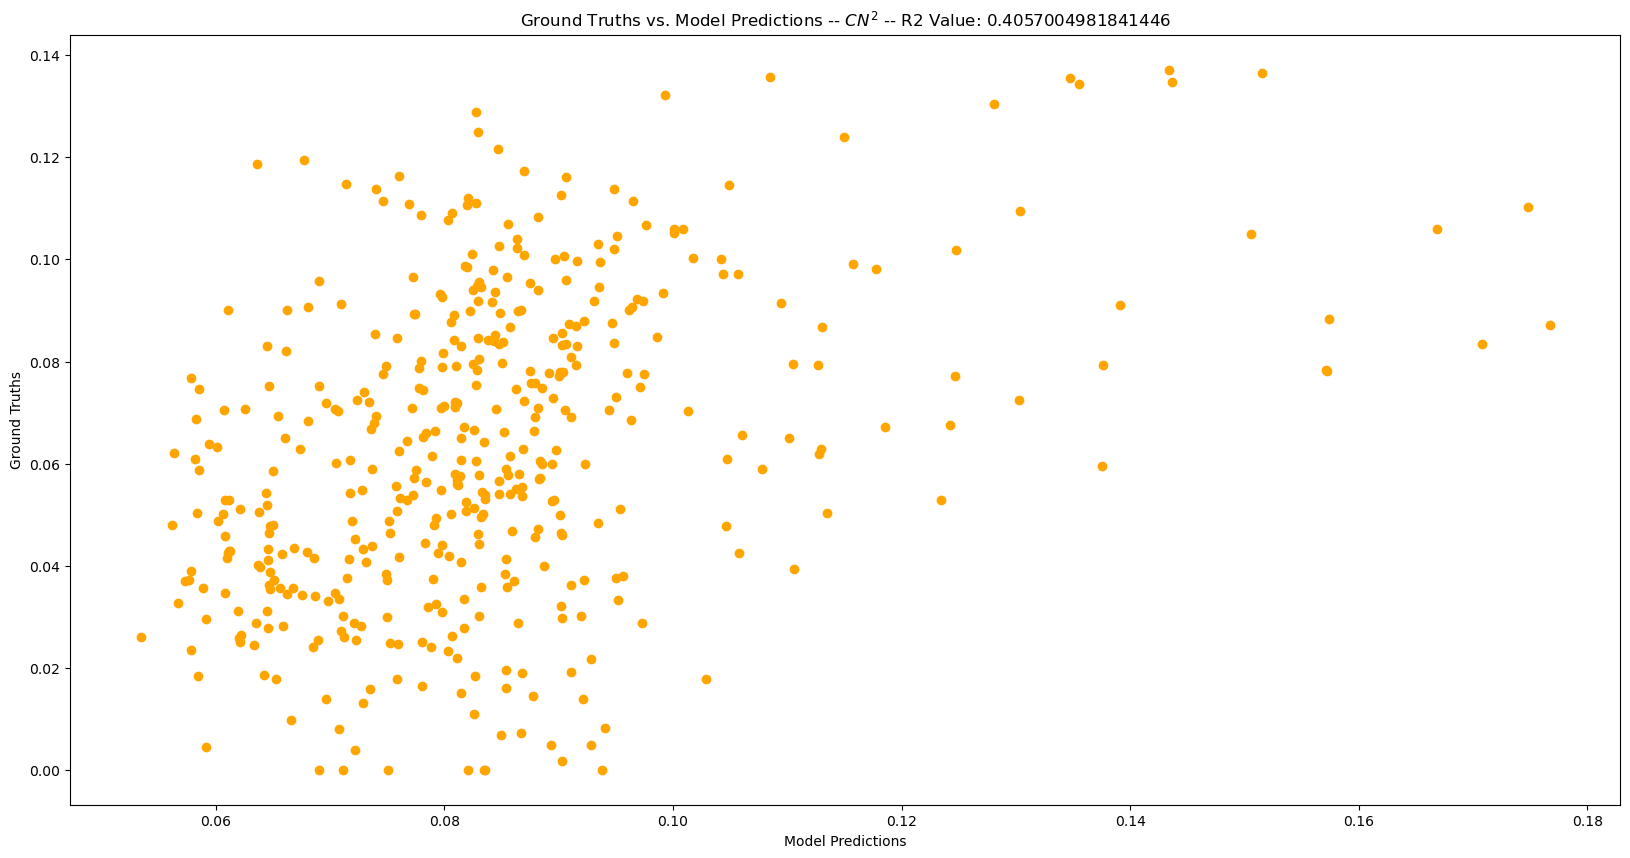 Ground Truths vs. Model Predictions -- CN² -- R2 Value: 0.4057004981841446
0.14
0.12
0.10
0.08
0.06
0.04
0.02
0.00
Ground Truths
0.06 0.08 0.10 0.12 0.14 0.16 0.18
Model Predictions